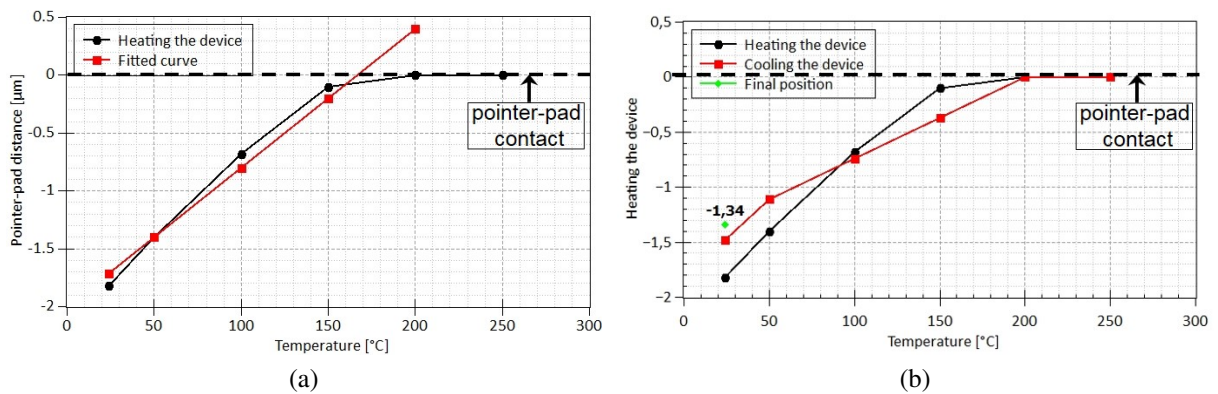 0.5
Heating the device
Fitted curve
0
pointer-pad
contact
-0.5
-1
-1.5
-2
Pointer-pad distance [µm]
0 50 100 150 200 250 300
Temperature [°C]
(a)
0,5
Heating the device
Cooling the device
Final position
0
pointer-pad
contact
-0,5
-1
-1,34
-1,5
-2
Heating the device
0 50 100 150 200 250 300
Temperature [°C]
(b)